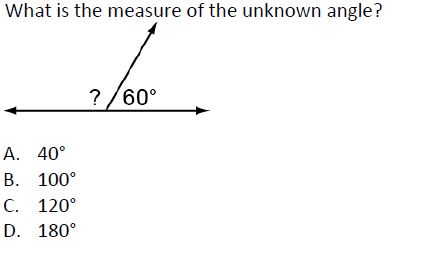 What is the measure of the unknown angle?
? 60°
A. 40°
B. 100°
C. 120°
D. 180°